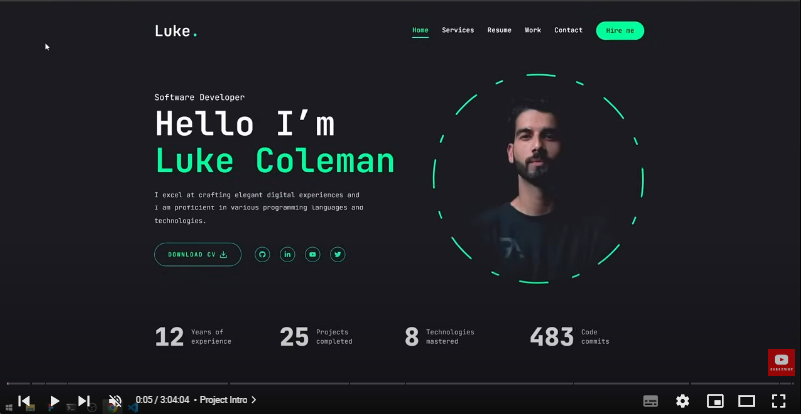 Luke.
Home Services Resume Work Contact Hire me
Software Developer
Hello I’m
Luke Coleman
I excel at crafting elegant digital experiences and
I am proficient in various programming languages and
technologies.
DOWNLOAD CV
12 Years of
experience
25 Projects
completed
8 Technologies
mastered
483 Code
commits
SUBSCRIBE
0:05 / 3:04:04 • Project Intro